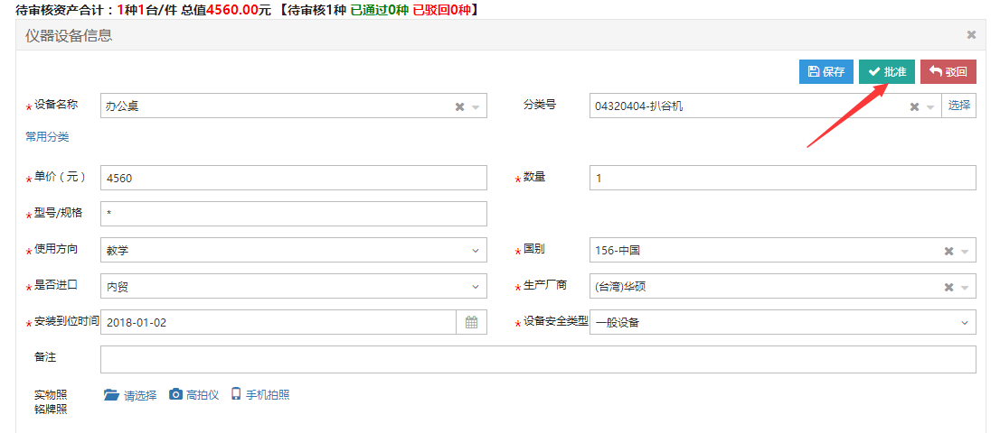 待审核资产合计：1种1台/件 总值4560.00元 【待审核1种 已通过0种 已驳回0种】
仪器设备信息
保存 批准 驳回
*设备名称 办公桌 分类号 04320404-扒谷机 选择
常用分类
*单价（元） 4560 *数量 1
*型号/规格 *
*使用方向 教学 *国别 156-中国
*是否进口 内贸 *生产厂商 (台湾)华硕
*安装到位时间 2018-01-02 *设备安全类型 一般设备
备注
实物照 请选择 高拍仪 手机拍照
铭牌照